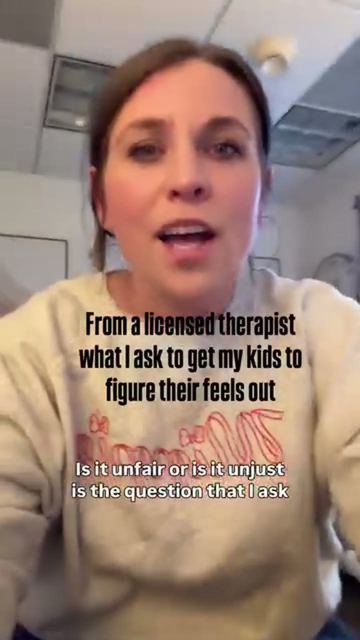 From a licensed therapist
what I ask to get my kids to
figure their feels out
Is it unfair or is it unjust
is the question that I ask